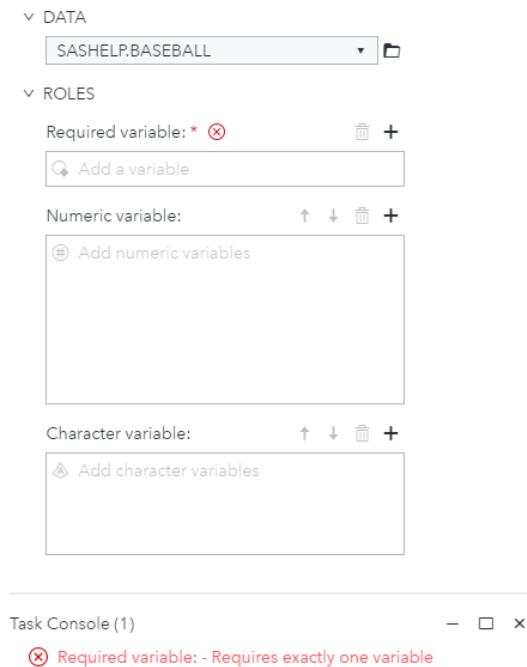 DATA
SASHELP.BASEBALL
ROLES
Required variable: *
Add a variable
Numeric variable:
Add numeric variables
Character variable:
Add character variables
Task Console (1)
Required variable: - Requires exactly one variable